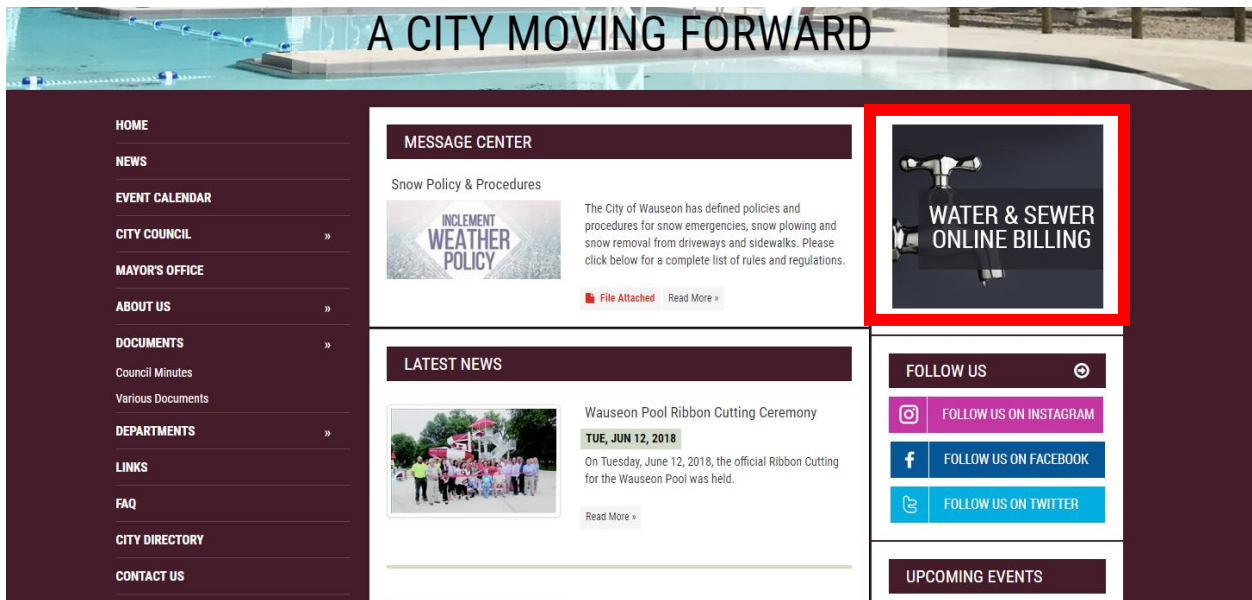 A CITY MOVING FORWARD
HOME
NEWS
EVENT CALENDAR
CITY COUNCIL »
MAYOR'S OFFICE
ABOUT US »
DOCUMENTS »
Council Minutes
Various Documents
DEPARTMENTS »
LINKS
FAQ
CITY DIRECTORY
CONTACT US
MESSAGE CENTER
Snow Policy & Procedures
INCLEMENT
WEATHER
POLICY
The City of Wauseon has defined policies and
procedures for snow emergencies, snow plowing and
snow removal from driveways and sidewalks. Please
click below for a complete list of rules and regulations.
File Attached Read More »
LATEST NEWS
Wauseon Pool Ribbon Cutting Ceremony
TUE, JUN 12, 2018
On Tuesday, June 12, 2018, the official Ribbon Cutting
for the Wauseon Pool was held.
Read More »
WATER & SEWER
ONLINE BILLING
FOLLOW US
FOLLOW US ON INSTAGRAM
FOLLOW US ON FACEBOOK
FOLLOW US ON TWITTER
UPCOMING EVENTS